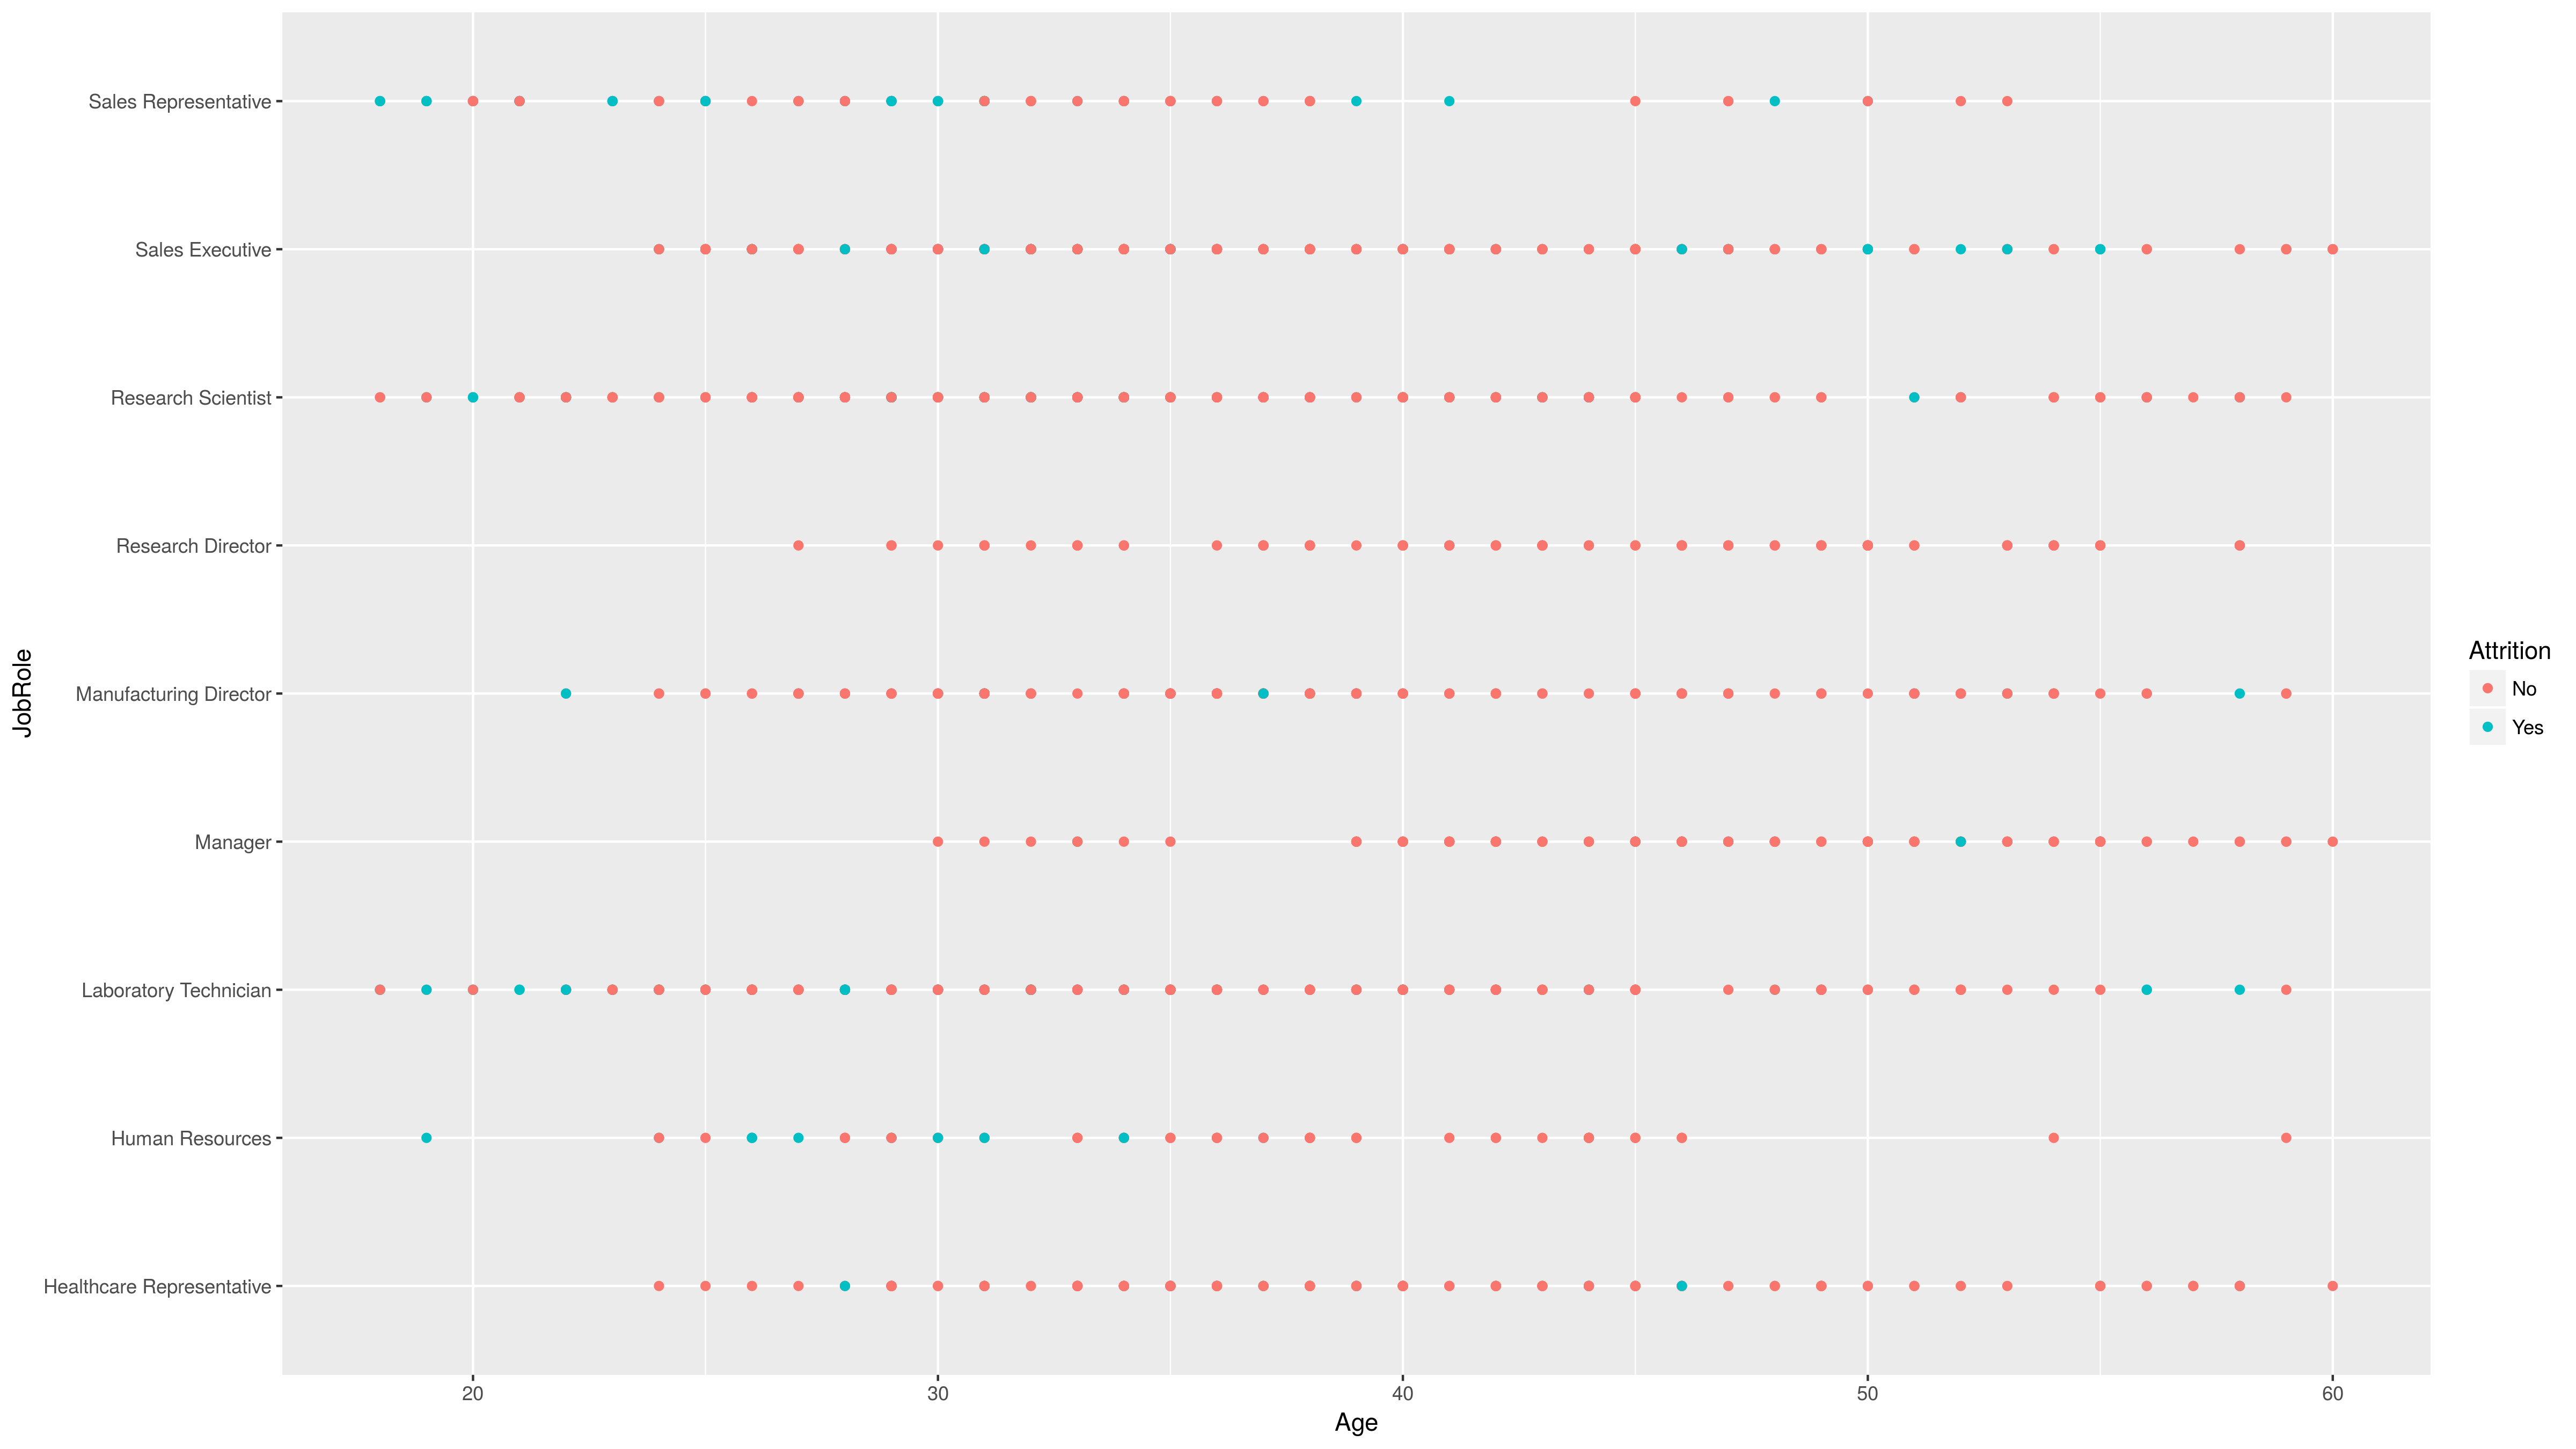 Sales Representative
Sales Executive
Research Scientist
Research Director
Manufacturing Director
Manager
Laboratory Technician
Human Resources
Healthcare Representative
JobRole
20 30 40 50 60
Age
Attrition
No
Yes